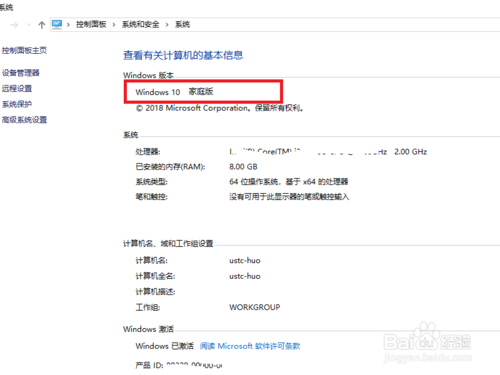 系统
控制面板 › 系统和安全 › 系统
控制面板主页
设备管理器
远程设置
系统保护
高级系统设置
查看有关计算机的基本信息
Windows 版本
Windows 10 家庭版
© 2018 Microsoft Corporation。保留所有权利。
系统
处理器: Core(TM) 2.00 GHz
已安装的内存(RAM): 8.00 GB
系统类型: 64 位操作系统，基于 x64 的处理器
笔和触控: 没有可用于此显示器的笔或触控输入
计算机名、域和工作组设置
计算机名: ustc-huo
计算机全名: ustc-huo
计算机描述:
工作组: WORKGROUP
Windows 激活
Windows 已激活 阅读 Microsoft 软件许可条款
产品 ID:
Baidu 经验
jingyan.baidu.com